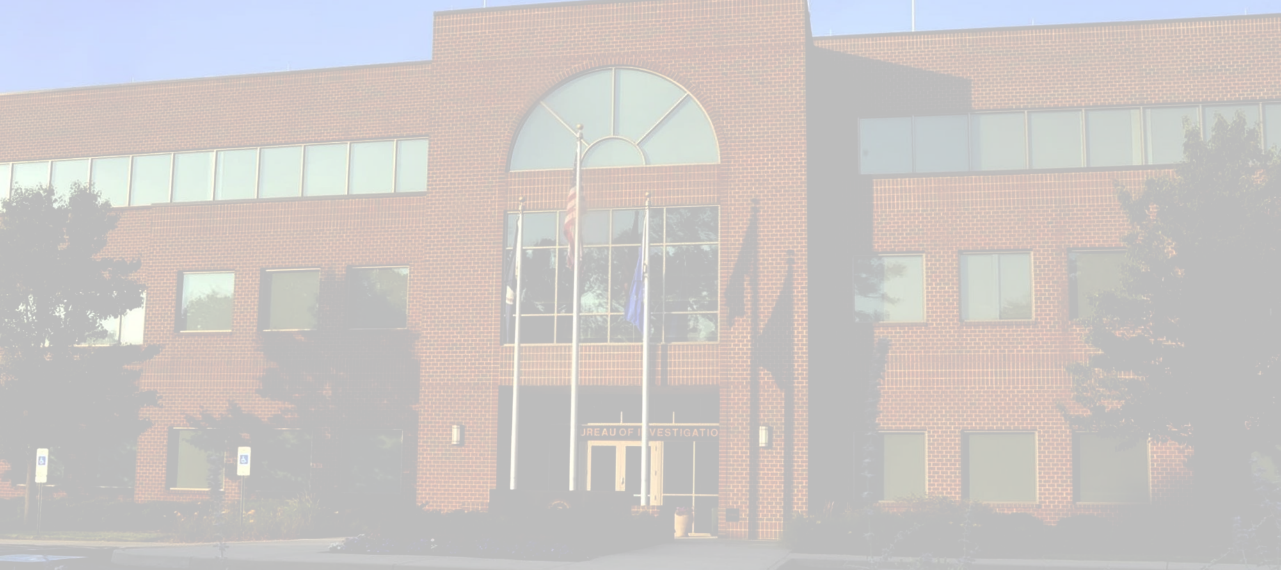 UREAU OF INVESTIGATIO